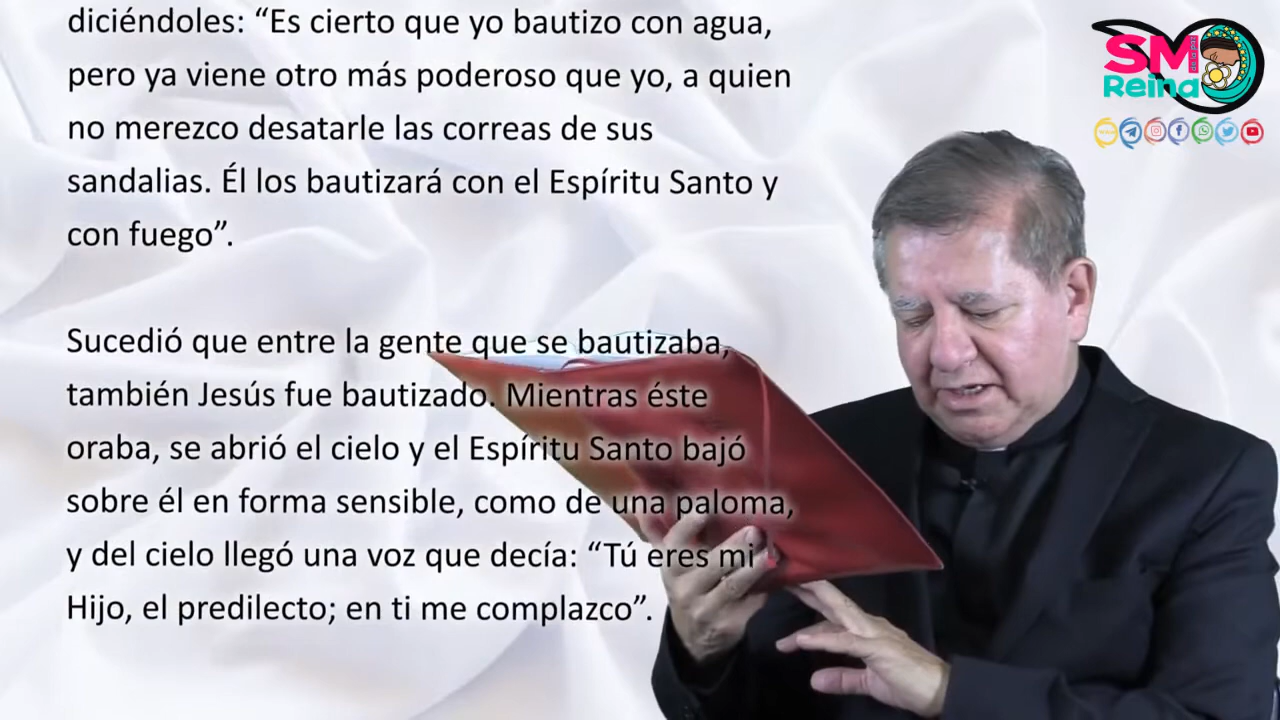 diciéndoles: “Es cierto que yo bautizo con agua,
pero ya viene otro más poderoso que yo, a quien
no merezco desatarle las correas de sus
sandalias. Él los bautizará con el Espíritu Santo y
con fuego”.
Sucedió que entre la gente que se bautizaba,
también Jesús fue bautizado. Mientras éste
oraba, se abrió el cielo y el Espíritu Santo bajó
sobre él en forma sensible, como de una paloma,
y del cielo llegó una voz que decía: “Tú eres mi
Hijo, el predilecto; en ti me complazco”.
SM
Reina